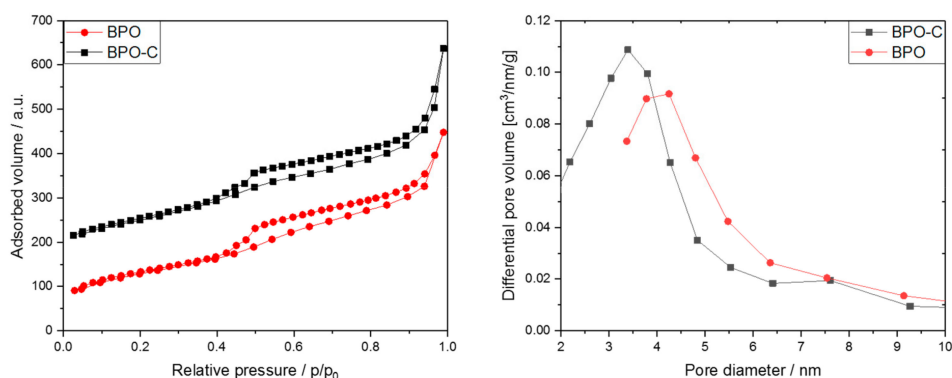 700
600
500
400
300
200
100
0
Adsorbed volume / a.u.
BPO
BPO-C
0.0 0.2 0.4 0.6 0.8 1.0
Relative pressure / p/p₀
0.12
0.10
0.08
0.06
0.04
0.02
0.00
Differential pore volume [cm³/nm/g]
BPO-C
BPO
2 3 4 5 6 7 8 9 10
Pore diameter / nm